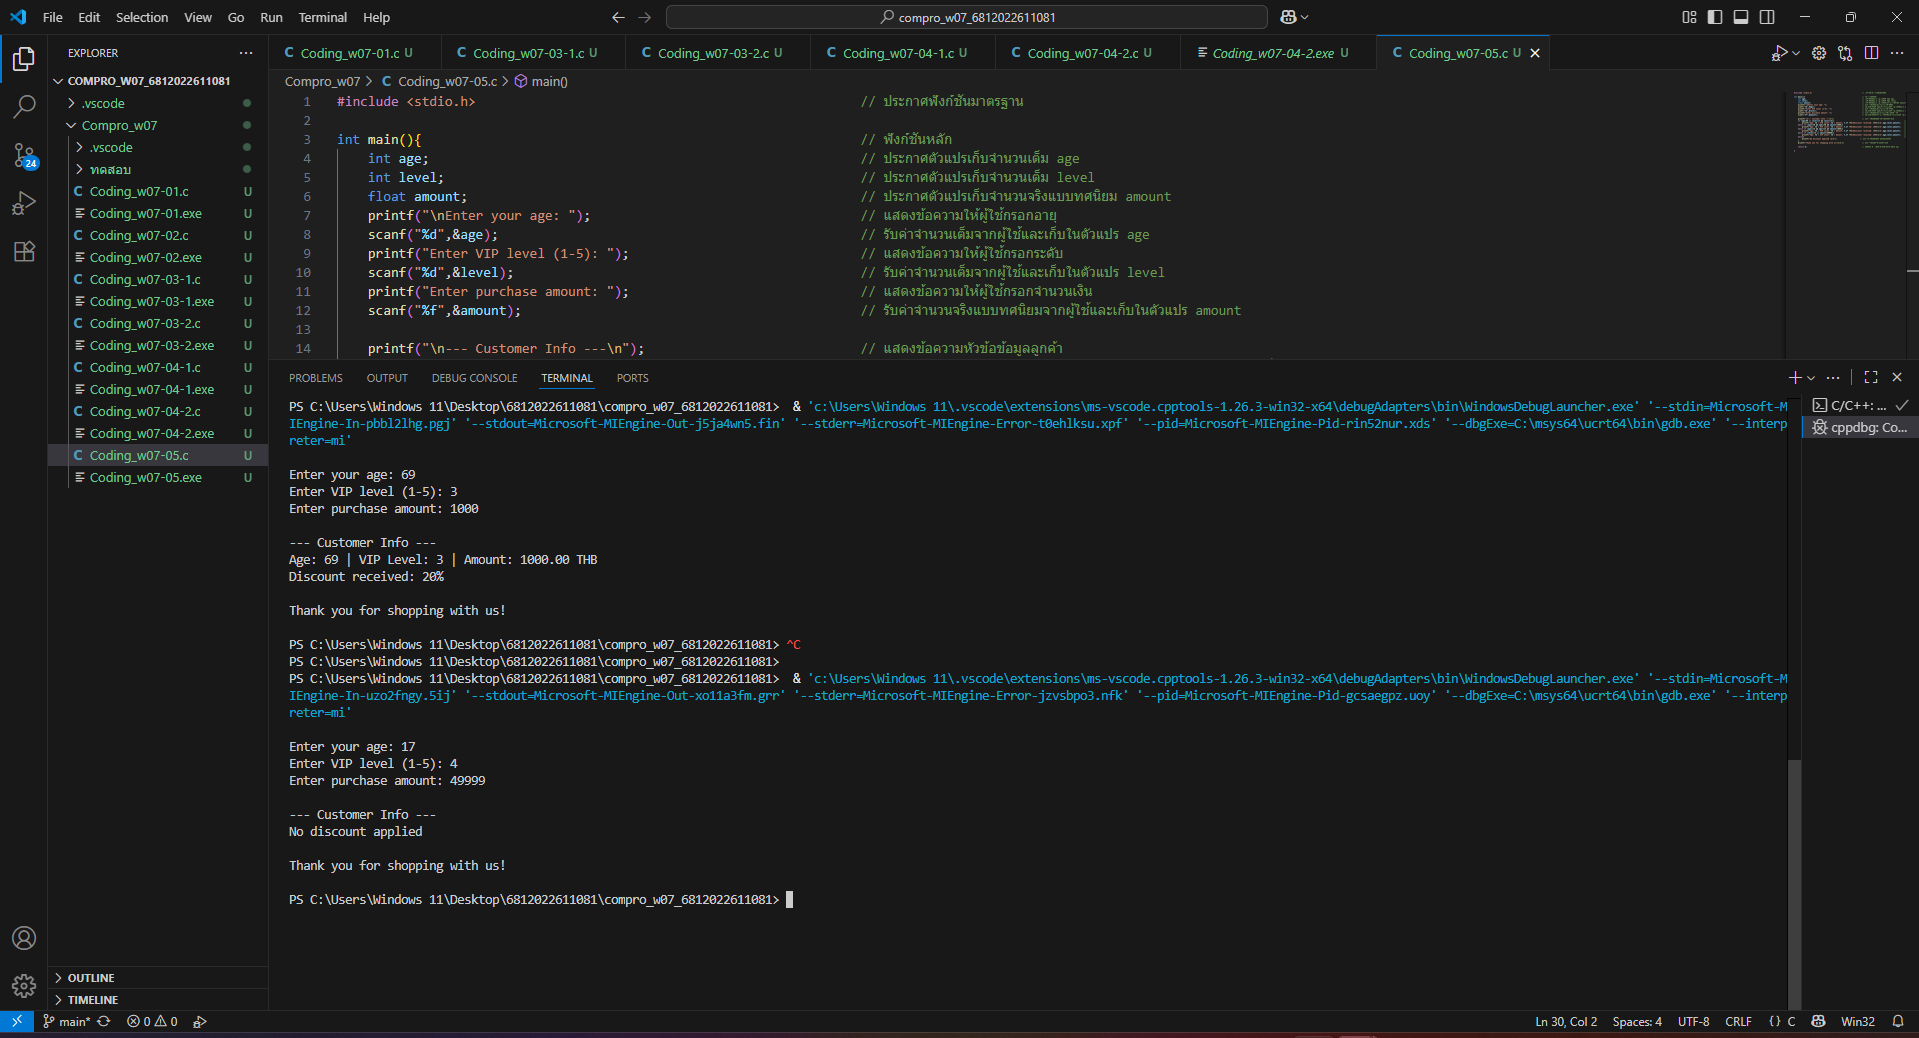 File Edit Selection View Go Run Terminal Help
compro_w07_6812022611081
EXPLORER
COMPRO_W07_6812022611081
.vscode
Compro_w07
.vscode
ทดสอบ
Coding_w07-01.c U
Coding_w07-01.exe U
Coding_w07-02.c U
Coding_w07-02.exe U
Coding_w07-03-1.c U
Coding_w07-03-1.exe U
Coding_w07-03-2.c U
Coding_w07-03-2.exe U
Coding_w07-04-1.c U
Coding_w07-04-1.exe U
Coding_w07-04-2.c U
Coding_w07-04-2.exe U
Coding_w07-05.c U
Coding_w07-05.exe U
24
OUTLINE
TIMELINE
Coding_w07-01.c U Coding_w07-03-1.c U Coding_w07-03-2.c U Coding_w07-04-1.c U Coding_w07-04-2.c U Coding_w07-04-2.exe U Coding_w07-05.c U
Compro_w07 > Coding_w07-05.c > main()
1 #include <stdio.h> // ประกาศฟังก์ชันมาตรฐาน
2
3 int main(){ // ฟังก์ชันหลัก
4 int age; // ประกาศตัวแปรเก็บจำนวนเต็ม age
5 int level; // ประกาศตัวแปรเก็บจำนวนเต็ม level
6 float amount; // ประกาศตัวแปรเก็บจำนวนจริงแบบทศนิยม amount
7 printf("\nEnter your age: "); // แสดงข้อความให้ผู้ใช้กรอกอายุ
8 scanf("%d",&age); // รับค่าจำนวนเต็มจากผู้ใช้และเก็บในตัวแปร age
9 printf("Enter VIP level (1-5): "); // แสดงข้อความให้ผู้ใช้กรอกระดับ
10 scanf("%d",&level); // รับค่าจำนวนเต็มจากผู้ใช้และเก็บในตัวแปร level
11 printf("Enter purchase amount: "); // แสดงข้อความให้ผู้ใช้กรอกจำนวนเงิน
12 scanf("%f",&amount); // รับค่าจำนวนจริงแบบทศนิยมจากผู้ใช้และเก็บในตัวแปร amount
13
14 printf("\n--- Customer Info ---\n"); // แสดงข้อความหัวข้อข้อมูลลูกค้า
PROBLEMS OUTPUT DEBUG CONSOLE TERMINAL PORTS
PS C:\Users\Windows 11\Desktop\6812022611081\compro_w07_6812022611081> & 'c:\Users\Windows 11\.vscode\extensions\ms-vscode.cpptools-1.26.3-win32-x64\debugAdapters\bin\WindowsDebugLauncher.exe' '--stdin=Microsoft-M
IEngine-In-pbbl2lhg.pgj' '--stdout=Microsoft-MIEngine-Out-j5ja4wn5.fin' '--stderr=Microsoft-MIEngine-Error-t0ehlksu.xpf' '--pid=Microsoft-MIEngine-Pid-rin52nur.xds' '--dbgExe=C:\msys64\ucrt64\bin\gdb.exe' '--interp
reter=mi'
Enter your age: 69
Enter VIP level (1-5): 3
Enter purchase amount: 1000
--- Customer Info ---
Age: 69 | VIP Level: 3 | Amount: 1000.00 THB
Discount received: 20%
Thank you for shopping with us!
PS C:\Users\Windows 11\Desktop\6812022611081\compro_w07_6812022611081> ^C
PS C:\Users\Windows 11\Desktop\6812022611081\compro_w07_6812022611081>
PS C:\Users\Windows 11\Desktop\6812022611081\compro_w07_6812022611081> & 'c:\Users\Windows 11\.vscode\extensions\ms-vscode.cpptools-1.26.3-win32-x64\debugAdapters\bin\WindowsDebugLauncher.exe' '--stdin=Microsoft-M
IEngine-In-uzo2fngy.5ij' '--stdout=Microsoft-MIEngine-Out-xo11a3fm.grr' '--stderr=Microsoft-MIEngine-Error-jzvsbpo3.nfk' '--pid=Microsoft-MIEngine-Pid-gcsaegpz.uoy' '--dbgExe=C:\msys64\ucrt64\bin\gdb.exe' '--interp
reter=mi'
Enter your age: 17
Enter VIP level (1-5): 4
Enter purchase amount: 49999
--- Customer Info ---
No discount applied
Thank you for shopping with us!
PS C:\Users\Windows 11\Desktop\6812022611081\compro_w07_6812022611081>
C/C++: ...
cppdbg: Co...
main* 0 0
Ln 30, Col 2 Spaces: 4 UTF-8 CRLF {} C Win32